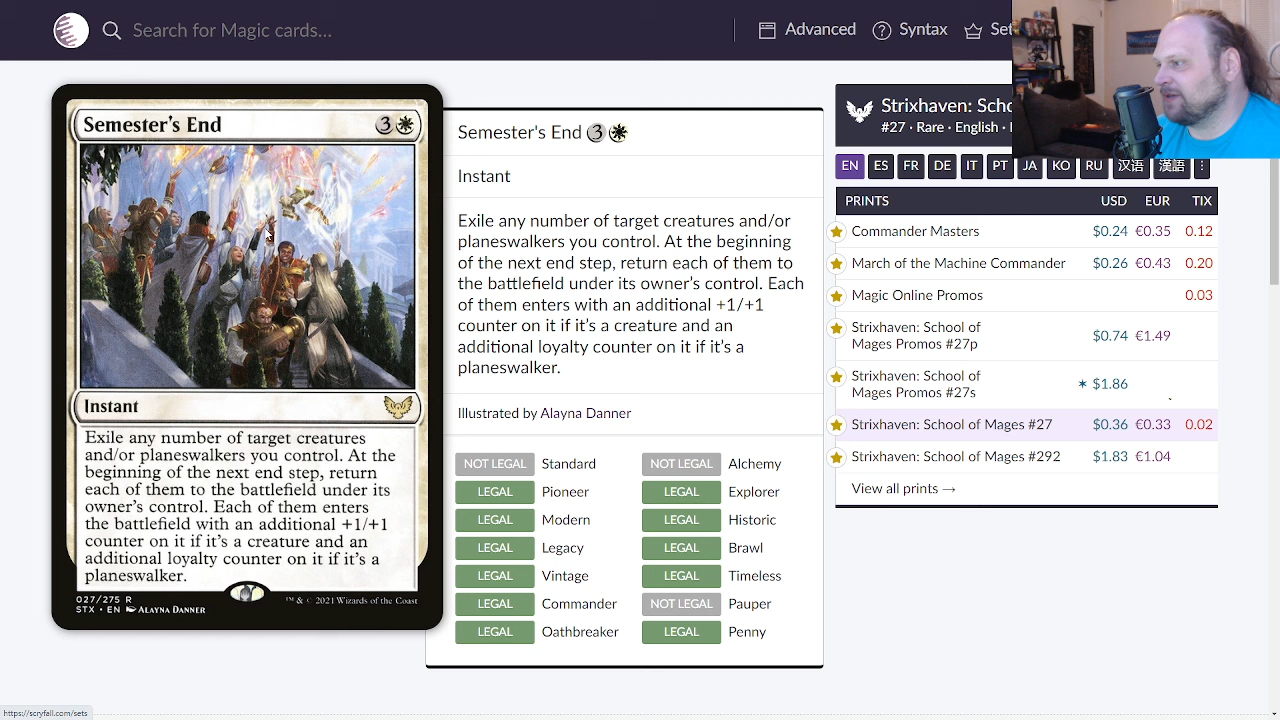 Search for Magic cards...
Advanced
Syntax
Set
Semester's End 3
Instant
Exile any number of target creatures
and/or planeswalkers you control. At the
beginning of the next end step, return
each of them to the battlefield under its
owner's control. Each of them enters
the battlefield with an additional +1/+1
counter on it if it's a creature and an
additional loyalty counter on it if it's a
planeswalker.
027/275 R
STX • EN ALAYNA DANNER
™ & © 2021 Wizards of the Coast
Semester's End 3
Instant
Exile any number of target creatures and/or
planeswalkers you control. At the beginning
of the next end step, return each of them to
the battlefield under its owner's control. Each
of them enters with an additional +1/+1
counter on it if it's a creature and an
additional loyalty counter on it if it's a
planeswalker.
Illustrated by Alayna Danner
NOT LEGAL Standard NOT LEGAL Alchemy
LEGAL Pioneer LEGAL Explorer
LEGAL Modern LEGAL Historic
LEGAL Legacy LEGAL Brawl
LEGAL Vintage LEGAL Timeless
LEGAL Commander NOT LEGAL Pauper
LEGAL Oathbreaker LEGAL Penny
Strixhaven: Scho
#27 · Rare · English ·
EN ES FR DE IT PT JA KO RU 汉语 漢語
PRINTS USD EUR TIX
Commander Masters $0.24 €0.35 0.12
March of the Machine Commander $0.26 €0.43 0.20
Magic Online Promos 0.03
Strixhaven: School of
Mages Promos #27p $0.74 €1.49
Strixhaven: School of
Mages Promos #27s $1.86
Strixhaven: School of Mages #27 $0.36 €0.33 0.02
Strixhaven: School of Mages #292 $1.83 €1.04
View all prints →
https://scryfall.com/sets